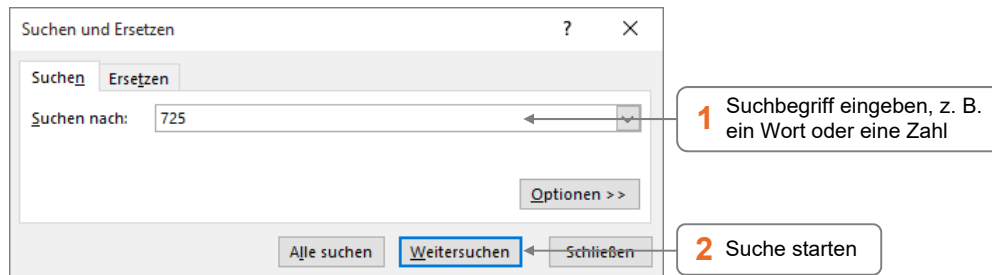 Suchen und Ersetzen ?
Suchen Ersetzen
Suchen nach: 725
1 Suchbegriff eingeben, z. B.
ein Wort oder eine Zahl
Optionen >>
Alle suchen Weitersuchen Schließen
2 Suche starten